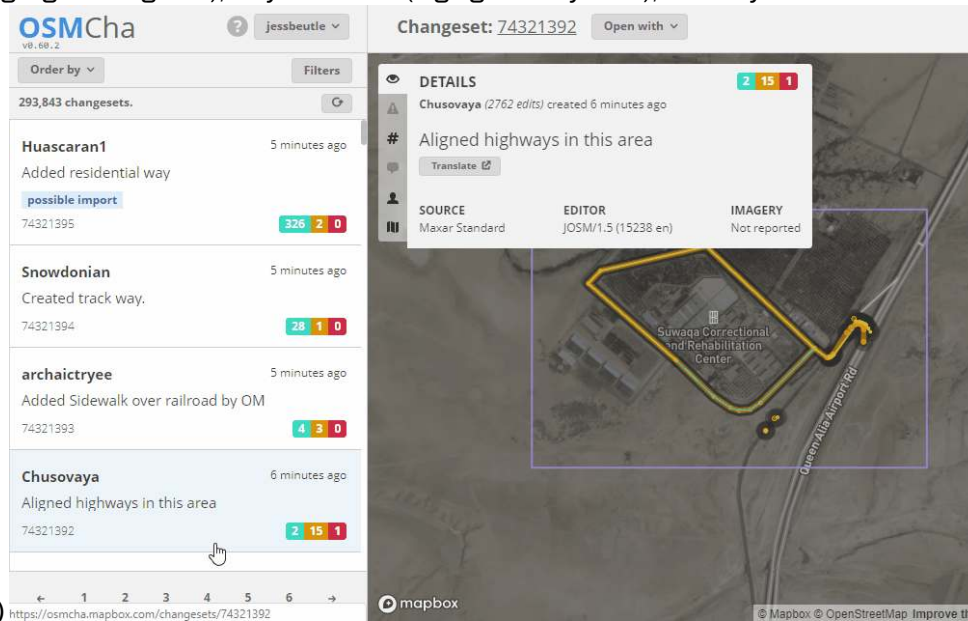 OSMCha
v0.60.2
? jessbeutle
Order by
Filters
293,843 changesets.
Huascaran1 5 minutes ago
Added residential way
possible import
74321395 326 2 0
Snowdonian 5 minutes ago
Created track way.
74321394 28 1 0
archaictryee 5 minutes ago
Added Sidewalk over railroad by OM
74321393 4 3 0
Chusovaya 6 minutes ago
Aligned highways in this area
74321392 2 15 1
← 1 2 3 4 5 6 →
https://osmcha.mapbox.com/changesets/74321392
Changeset: 74321392 Open with
DETAILS 2 15 1
Chusovaya (2762 edits) created 6 minutes ago
# Aligned highways in this area
Translate
SOURCE EDITOR IMAGERY
Maxar Standard JOSM/1.5 (15238 en) Not reported
Suwaqa Correctional
and Rehabilitation
Center
Queen Alia Airport Rd
mapbox
© Mapbox © OpenStreetMap Improve